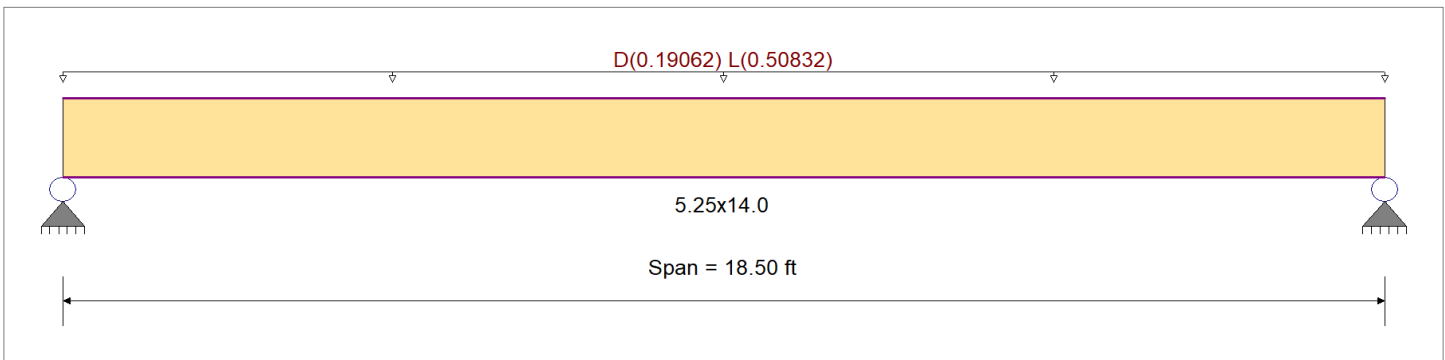 D(0.19062) L(0.50832)
5.25x14.0
Span = 18.50 ft